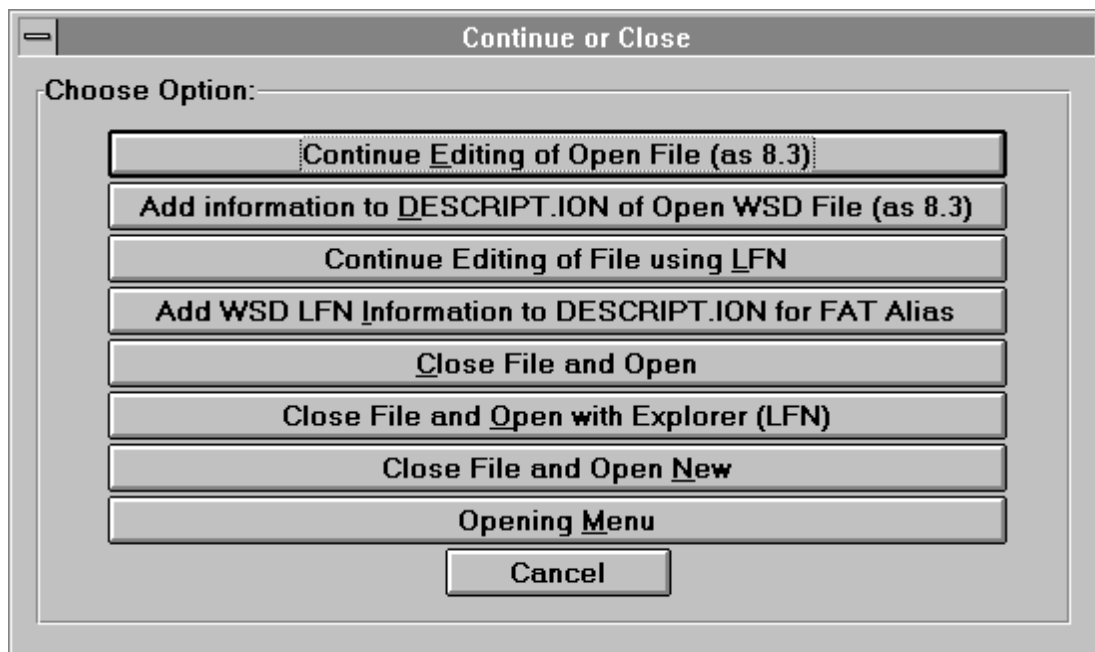 Continue or Close
Choose Option:
Continue Editing of Open File (as 8.3)
Add information to DESCRIPT.ION of Open WSD File (as 8.3)
Continue Editing of File using LFN
Add WSD LFN Information to DESCRIPT.ION for FAT Alias
Close File and Open
Close File and Open with Explorer (LFN)
Close File and Open New
Opening Menu
Cancel